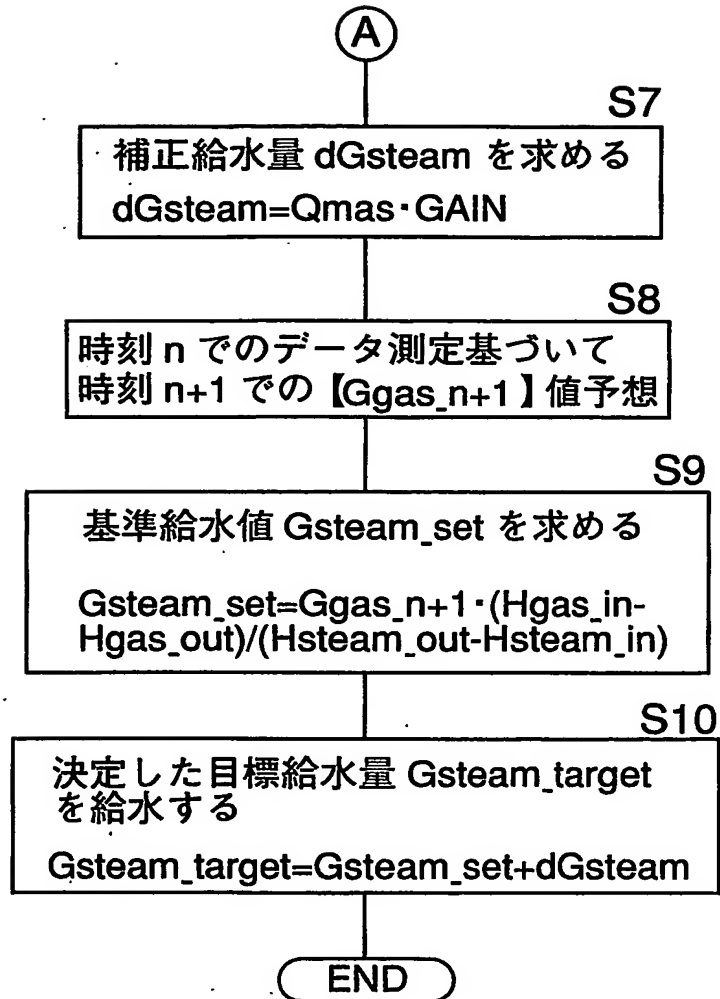 A
S7
補正給水量 dGsteam を求める
dGsteam=Qmas·GAIN
S8
時刻 n でのデータ測定基づいて
時刻 n+1 での【Ggas_n+1】値予想
S9
基準給水値 Gsteam_set を求める
Gsteam_set=Ggas_n+1·(Hgas_in-
Hgas_out)/(Hsteam_out-Hsteam_in)
S10
決定した目標給水量 Gsteam_target
を給水する
Gsteam_target=Gsteam_set+dGsteam
END